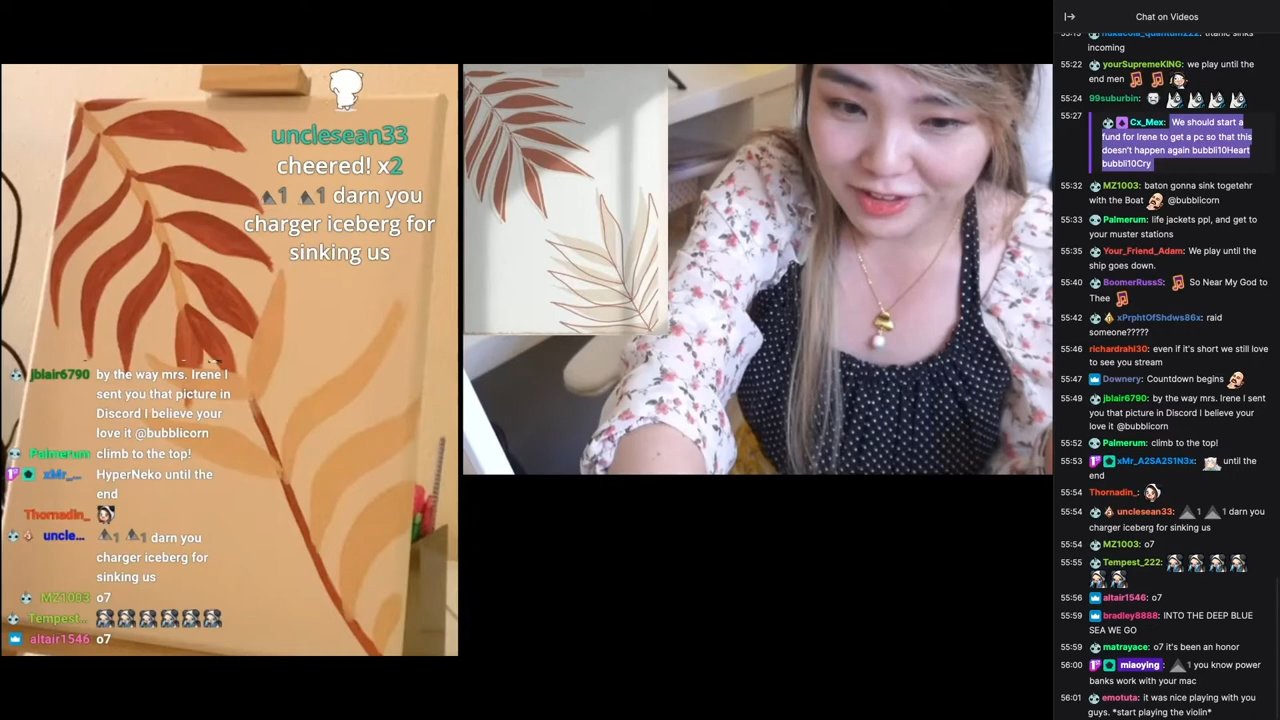 unclesean33
cheered! x2
1 1 darn you
charger iceberg for
sinking us
jblair6790 by the way mrs. Irene I
sent you that picture in
Discord I believe your
love it @bubblicorn
Palmerum climb to the top!
xMr_... HyperNeko until the
end
Thornadin_
uncle... 1 1 darn you
charger iceberg for
sinking us
MZ1003 o7
Tempest...
altair1546 o7
Chat on Videos
titanic sinks
incoming
55:22 yourSupremeKING: we play until the
end men
55:24 99suburbin:
55:27 Cx_Mex: We should start a
fund for Irene to get a pc so that this
doesn't happen again bubbli10Heart
bubbli10Cry
55:32 MZ1003: baton gonna sink togetehr
with the Boat @bubblicorn
55:33 Palmerum: life jackets ppl, and get to
your muster stations
55:35 Your_Friend_Adam: We play until the
ship goes down.
55:40 BoomerRussS: So Near My God to
Thee
55:42 xPrphtOfShdws86x: raid
someone?????
55:46 richardrahl30: even if it's short we still love
to see you stream
55:47 Downery: Countdown begins
55:49 jblair6790: by the way mrs. Irene I sent
you that picture in Discord I believe your
love it @bubblicorn
55:52 Palmerum: climb to the top!
55:53 xMr_A2SA2S1N3x: until the
end
55:54 Thornadin_:
55:54 unclesean33: 1 1 darn you
charger iceberg for sinking us
55:54 MZ1003: o7
55:55 Tempest_222:
55:56 altair1546: o7
55:59 bradley8888: INTO THE DEEP BLUE
SEA WE GO
55:59 matrayace: o7 it's been an honor
56:00 miaoying: 1 you know power
banks work with your mac
56:01 emotuta: it was nice playing with you
guys. *start playing the violin*